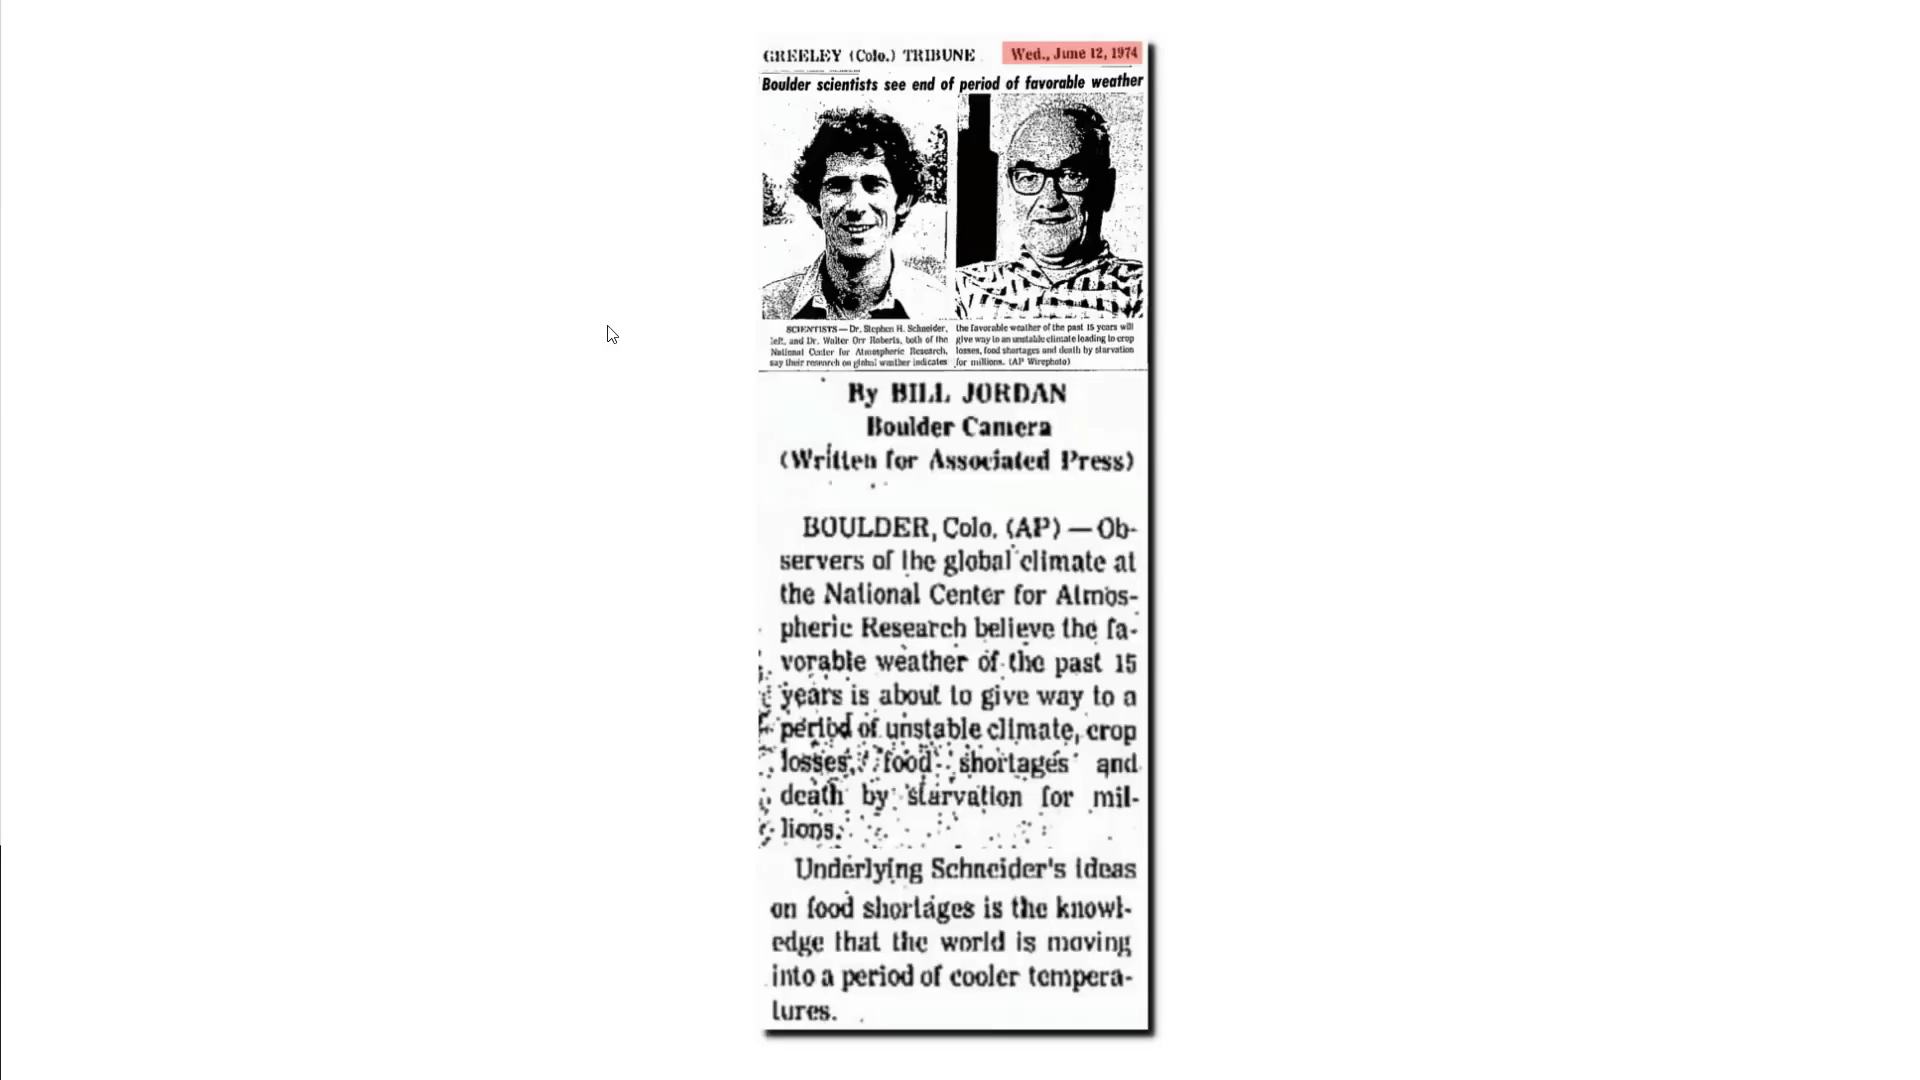 GREELEY (Colo.) TRIBUNE
Wed., June 12, 1974
Boulder scientists see end of period of favorable weather
SCIENTISTS — Dr. Stephen H. Schneider,
left, and Dr. Walter Orr Roberts, both of the
National Center for Atmospheric Research,
say their research on global weather indicates
the favorable weather of the past 15 years will
give way to an unstable climate leading to crop
losses, food shortages and death by starvation
for millions. (AP Wirephoto)
By BILL JORDAN
Boulder Camera
(Written for Associated Press)
BOULDER, Colo. (AP) — Ob-
servers of the global climate at
the National Center for Atmos-
pheric Research believe the fa-
vorable weather of the past 15
years is about to give way to a
period of unstable climate, crop
losses, food shortages and
death by starvation for mil-
lions.
Underlying Schneider's ideas
on food shortages is the knowl-
edge that the world is moving
into a period of cooler tempera-
tures.